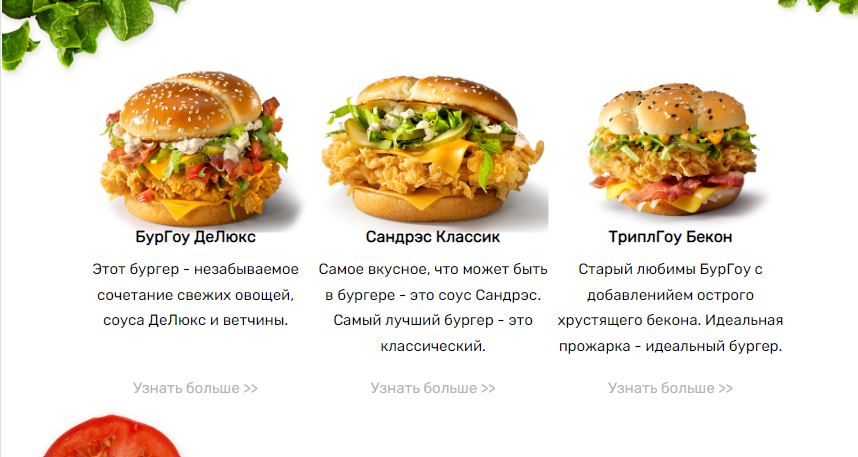 БурГоу ДеЛюкс
Этот бургер - незабываемое
сочетание свежих овощей,
соуса ДеЛюкс и ветчины.
Узнать больше >>
Сандрэс Классик
Самое вкусное, что может быть
в бургере - это соус Сандрэс.
Самый лучший бургер - это
классический.
Узнать больше >>
ТриплГоу Бекон
Старый любимы БурГоу с
добавленийем острого
хрустящего бекона. Идеальная
прожарка - идеальный бургер.
Узнать больше >>